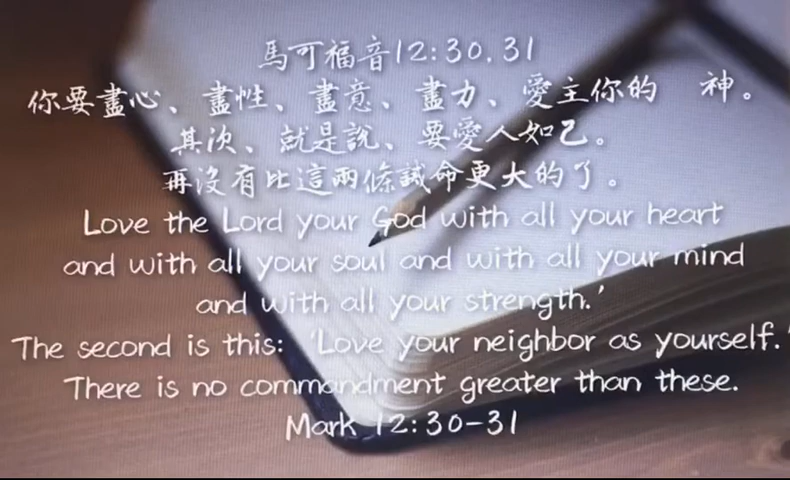 馬可福音12:30,31
你要盡心、盡性、盡意、盡力、愛主你的　神。
其次、就是說、要愛人如己。
再沒有比這兩條誡命更大的了。
Love the Lord your God with all your heart
and with all your soul and with all your mind
and with all your strength.'
The second is this: 'Love your neighbor as yourself.'
There is no commandment greater than these.
Mark 12:30-31